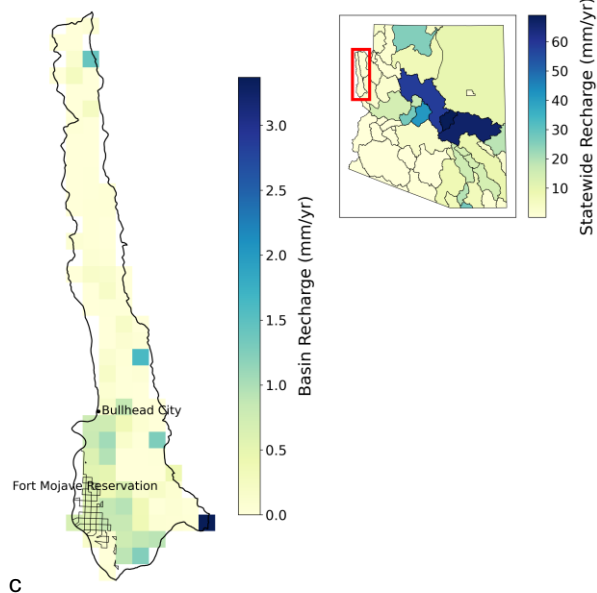 3.0
2.5
2.0
1.5
1.0
0.5
0.0
Basin Recharge (mm/yr)
Bullhead City
Fort Mojave Reservation
60
50
40
30
20
10
Statewide Recharge (mm/yr)
c